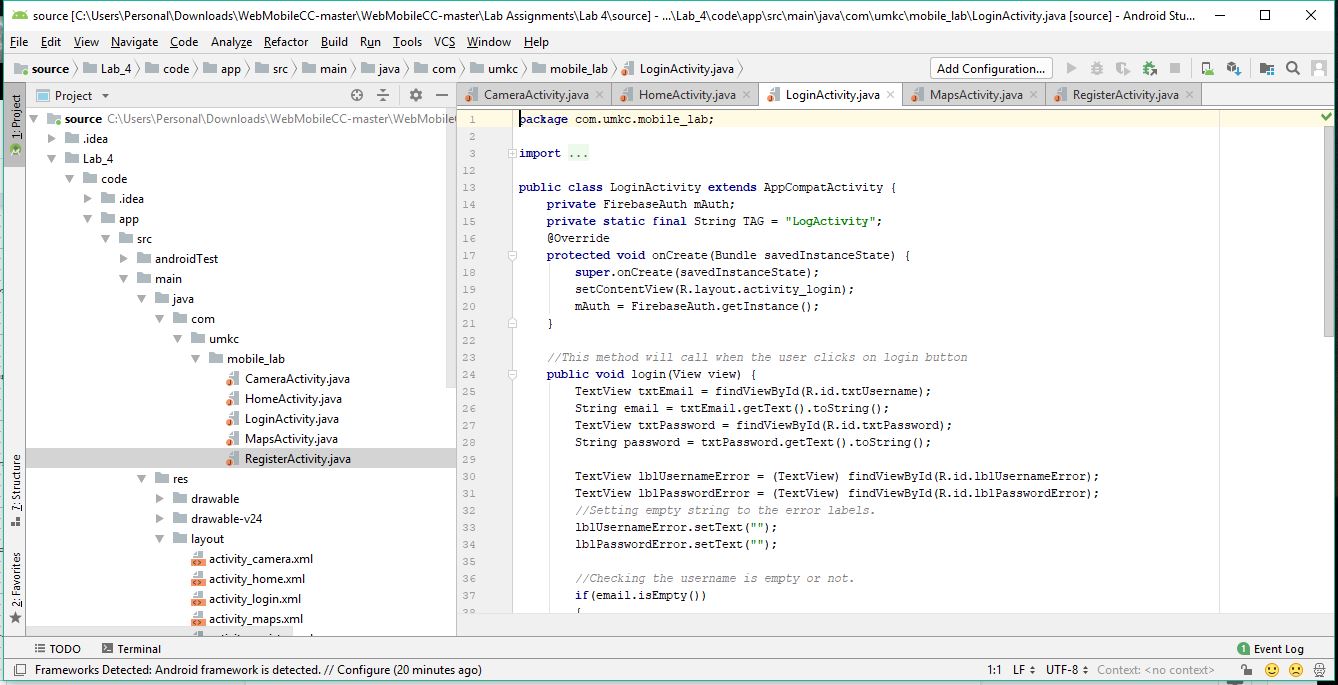 source [C:\Users\Personal\Downloads\WebMobileCC-master\WebMobileCC-master\Lab Assignments\Lab 4\source] - ...\Lab_4\code\app\src\main\java\com\umkc\mobile_lab\LoginActivity.java [source] - Android Stu...
File Edit View Navigate Code Analyze Refactor Build Run Tools VCS Window Help
source Lab_4 code app src main java com umkc mobile_lab LoginActivity.java Add Configuration...
1: Project
7: Structure
2: Favorites
Project
source C:\Users\Personal\Downloads\WebMobileCC-master\WebMobile
.idea
Lab_4
code
.idea
app
src
androidTest
main
java
com
umkc
mobile_lab
CameraActivity.java
HomeActivity.java
LoginActivity.java
MapsActivity.java
RegisterActivity.java
res
drawable
drawable-v24
layout
activity_camera.xml
activity_home.xml
activity_login.xml
activity_maps.xml
CameraActivity.java HomeActivity.java LoginActivity.java MapsActivity.java RegisterActivity.java
1 package com.umkc.mobile_lab;
2
3 import ...
12
13 public class LoginActivity extends AppCompatActivity {
14 private FirebaseAuth mAuth;
15 private static final String TAG = "LogActivity";
16 @Override
17 protected void onCreate(Bundle savedInstanceState) {
18 super.onCreate(savedInstanceState);
19 setContentView(R.layout.activity_login);
20 mAuth = FirebaseAuth.getInstance();
21 }
22
23 //This method will call when the user clicks on login button
24 public void login(View view) {
25 TextView txtEmail = findViewById(R.id.txtUsername);
26 String email = txtEmail.getText().toString();
27 TextView txtPassword = findViewById(R.id.txtPassword);
28 String password = txtPassword.getText().toString();
29
30 TextView lblUsernameError = (TextView) findViewById(R.id.lblUsernameError);
31 TextView lblPasswordError = (TextView) findViewById(R.id.lblPasswordError);
32 //Setting empty string to the error labels.
33 lblUsernameError.setText("");
34 lblPasswordError.setText("");
35
36 //Checking the username is empty or not.
37 if(email.isEmpty())
38 {
TODO Terminal 1 Event Log
Frameworks Detected: Android framework is detected. // Configure (20 minutes ago) 1:1 LF UTF-8 Context: <no context>